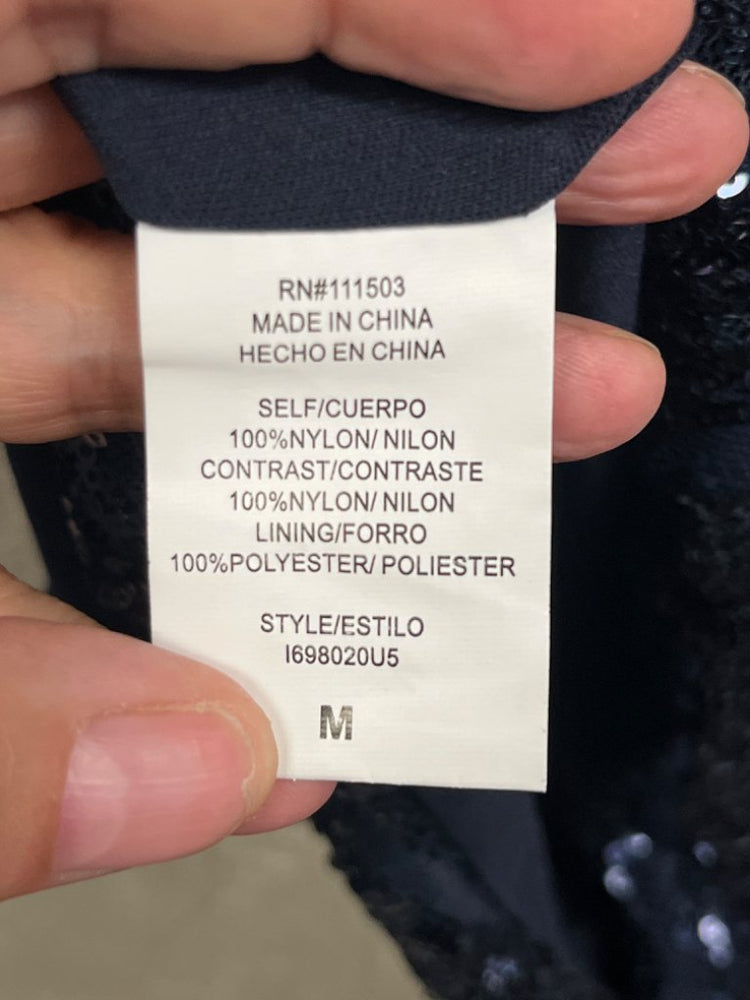 RN#111503
MADE IN CHINA
HECHO EN CHINA
SELF/CUERPO
100%NYLON/ NILON
CONTRAST/CONTRASTE
100%NYLON/ NILON
LINING/FORRO
100%POLYESTER/ POLIESTER
STYLE/ESTILO
I698020U5
M